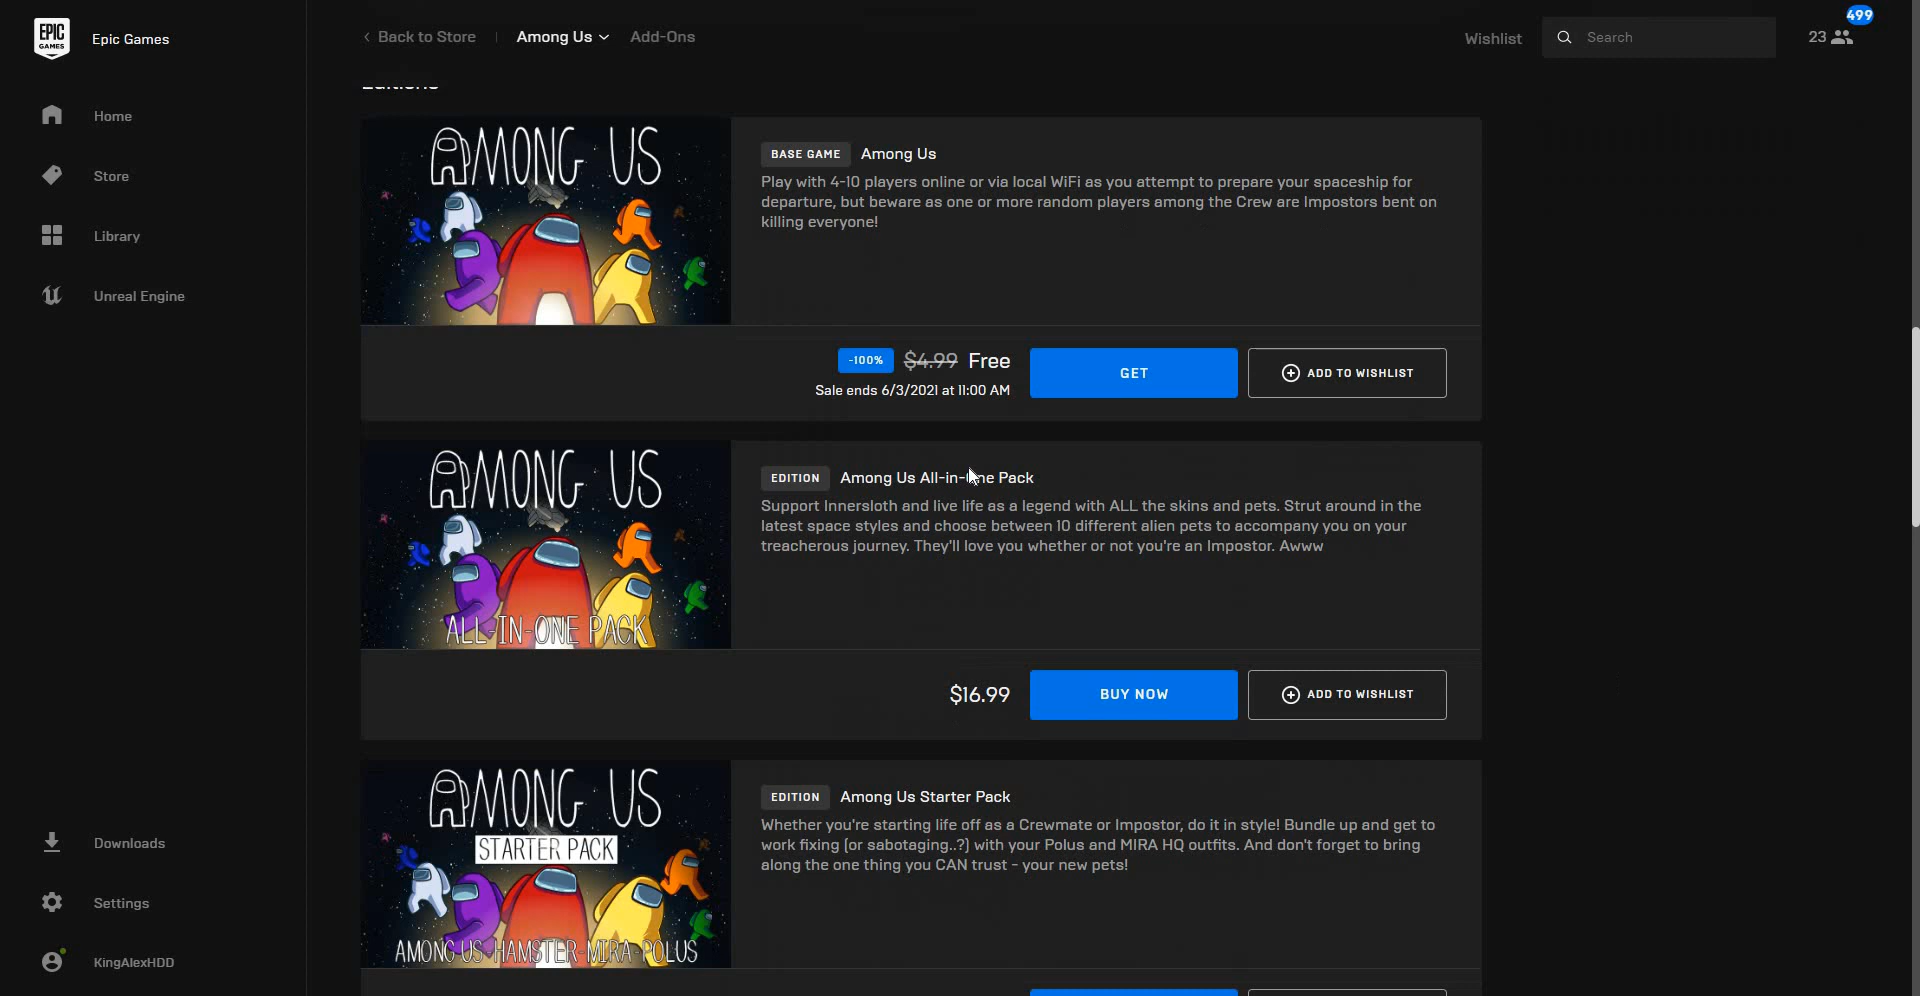 EPIC
GAMES
Epic Games
Back to Store
Among Us
Add-Ons
Wishlist
Search
23
499
Home
Store
Library
Unreal Engine
Downloads
Settings
KingAlexHDD
Editions
AMONG US
BASE GAME Among Us
Play with 4-10 players online or via local WiFi as you attempt to prepare your spaceship for
departure, but beware as one or more random players among the Crew are Impostors bent on
killing everyone!
-100% $4.99 Free
Sale ends 6/3/2021 at 11:00 AM
GET
ADD TO WISHLIST
AMONG US
ALL-IN-ONE PACK
EDITION Among Us All-in-One Pack
Support Innersloth and live life as a legend with ALL the skins and pets. Strut around in the
latest space styles and choose between 10 different alien pets to accompany you on your
treacherous journey. They'll love you whether or not you're an Impostor. Awww
$16.99
BUY NOW
ADD TO WISHLIST
AMONG US
STARTER PACK
AMONG US-HAMSTER-MIRA-POLUS
EDITION Among Us Starter Pack
Whether you're starting life off as a Crewmate or Impostor, do it in style! Bundle up and get to
work fixing (or sabotaging..?) with your Polus and MIRA HQ outfits. And don't forget to bring
along the one thing you CAN trust - your new pets!